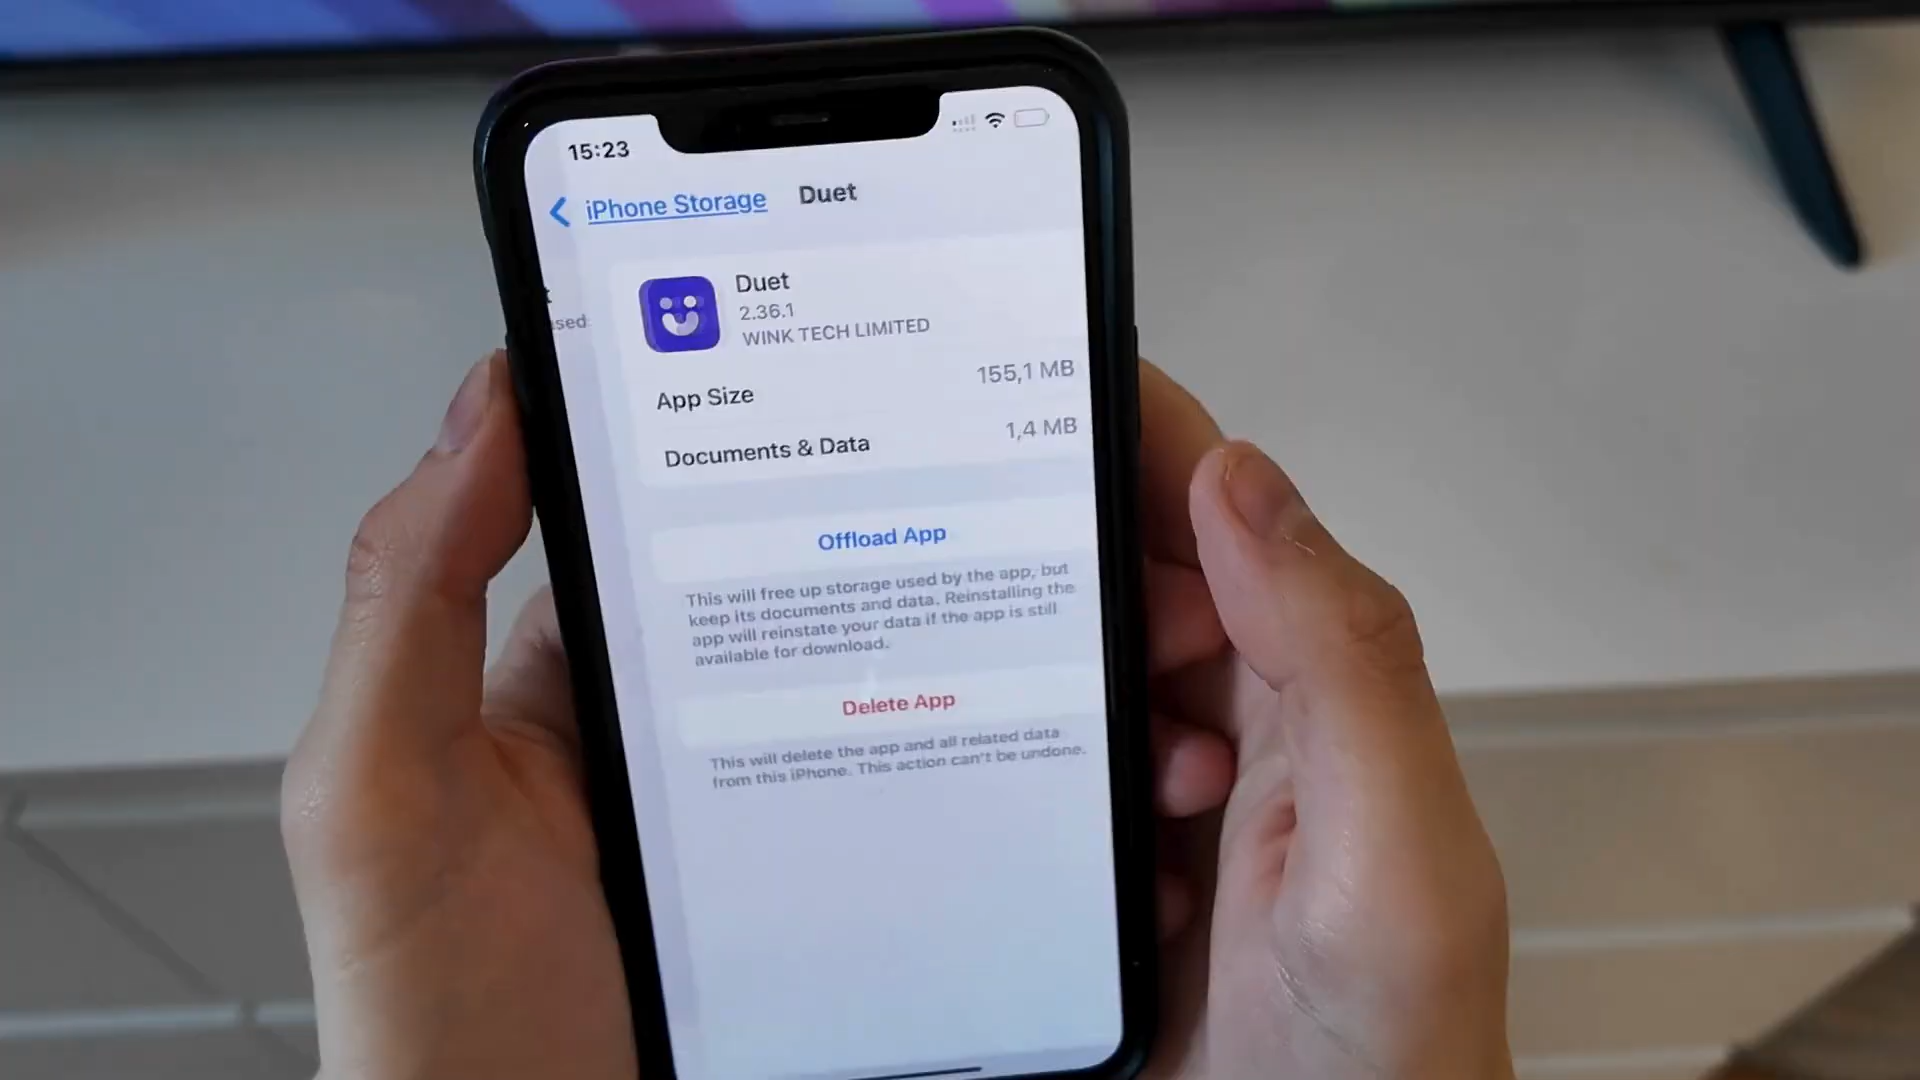 15:23
iPhone Storage Duet
Duet
2.36.1
WINK TECH LIMITED
App Size 155,1 MB
Documents & Data 1,4 MB
Offload App
This will free up storage used by the app, but
keep its documents and data. Reinstalling the
app will reinstate your data if the app is still
available for download.
Delete App
This will delete the app and all related data
from this iPhone. This action can't be undone.